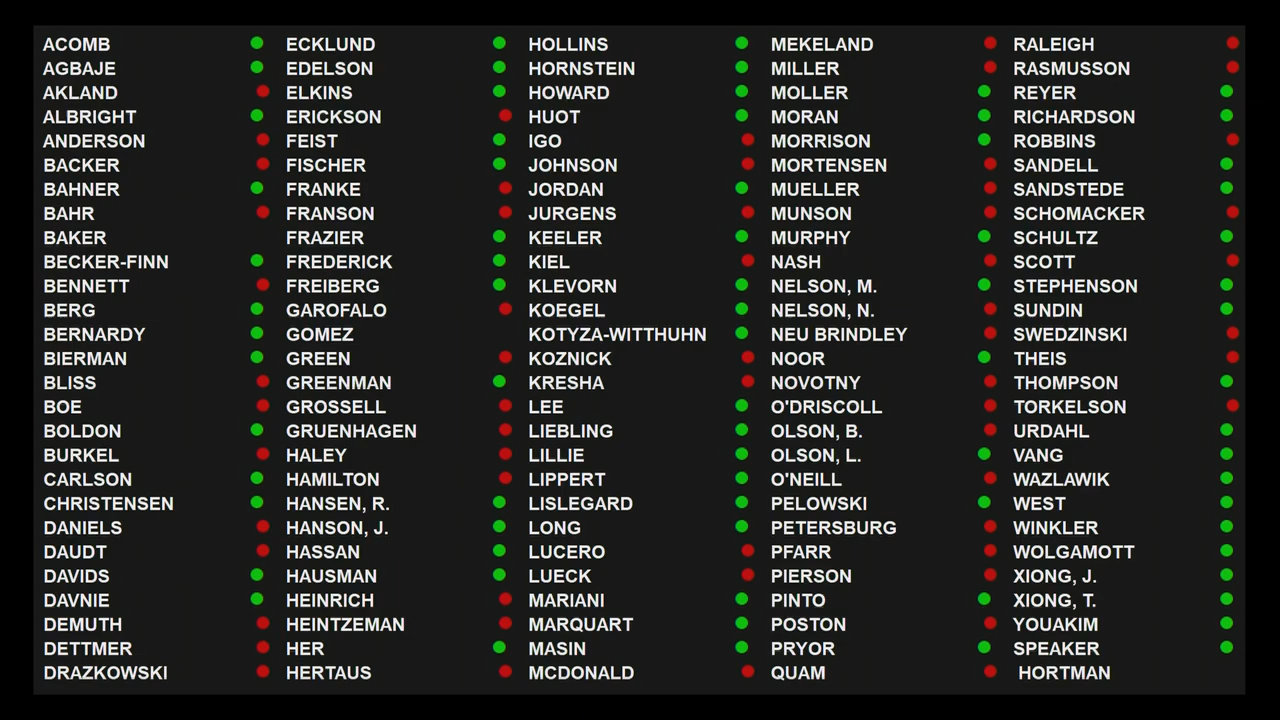 ACOMB ECKLUND HOLLINS MEKELAND RALEIGH
AGBAJE EDELSON HORNSTEIN MILLER RASMUSSON
AKLAND ELKINS HOWARD MOLLER REYER
ALBRIGHT ERICKSON HUOT MORAN RICHARDSON
ANDERSON FEIST IGO MORRISON ROBBINS
BACKER FISCHER JOHNSON MORTENSEN SANDELL
BAHNER FRANKE JORDAN MUELLER SANDSTEDE
BAHR FRANSON JURGENS MUNSON SCHOMACKER
BAKER FRAZIER KEELER MURPHY SCHULTZ
BECKER-FINN FREDERICK KIEL NASH SCOTT
BENNETT FREIBERG KLEVORN NELSON, M. STEPHENSON
BERG GAROFALO KOEGEL NELSON, N. SUNDIN
BERNARDY GOMEZ KOTYZA-WITTHUHN NEU BRINDLEY SWEDZINSKI
BIERMAN GREEN KOZNICK NOOR THEIS
BLISS GREENMAN KRESHA NOVOTNY THOMPSON
BOE GROSSELL LEE O'DRISCOLL TORKELSON
BOLDON GRUENHAGEN LIEBLING OLSON, B. URDAHL
BURKEL HALEY LILLIE OLSON, L. VANG
CARLSON HAMILTON LIPPERT O'NEILL WAZLAWIK
CHRISTENSEN HANSEN, R. LISLEGARD PELOWSKI WEST
DANIELS HANSON, J. LONG PETERSBURG WINKLER
DAUDT HASSAN LUCERO PFARR WOLGAMOTT
DAVIDS HAUSMAN LUECK PIERSON XIONG, J.
DAVNIE HEINRICH MARIANI PINTO XIONG, T.
DEMUTH HEINTZEMAN MARQUART POSTON YOUAKIM
DETTMER HER MASIN PRYOR SPEAKER
DRAZKOWSKI HERTAUS MCDONALD QUAM HORTMAN